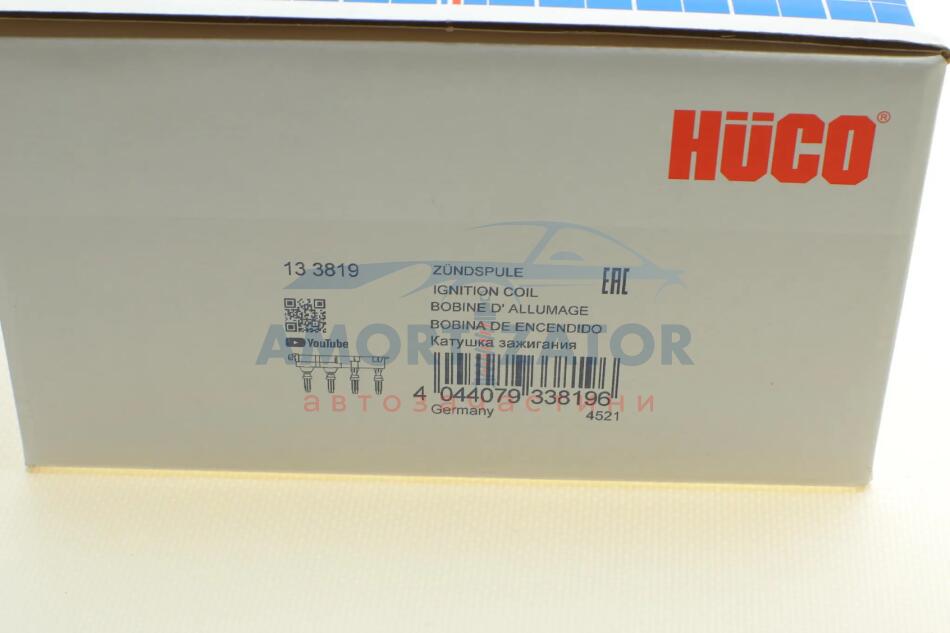 HÜCO®
13 3819
ZÜNDSPULE
IGNITION COIL
BOBINE D' ALLUMAGE
BOBINA DE ENCENDIDO
Катушка зажигания
EAC
YouTube
AMORTIZATOR
автозапчастини
4 044079 338196
Germany
4521